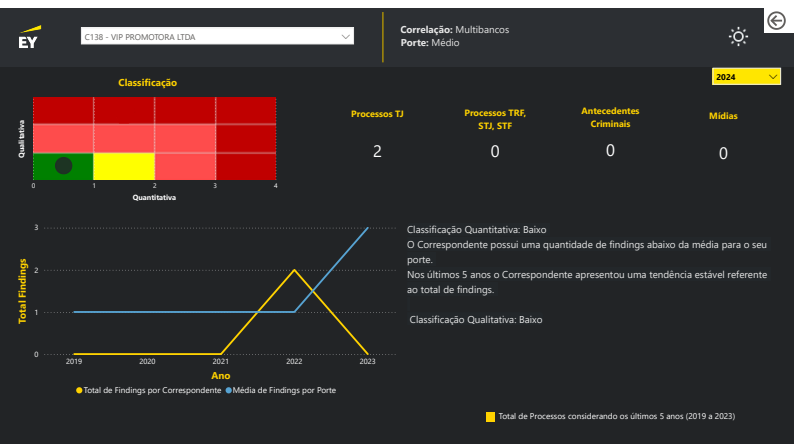 EY
C138 - VIP PROMOTORA LTDA
Correlação: Multibancos
Porte: Médio
2024
Classificação
Qualitativa
0 1 2 3 4
Quantitativa
Processos TJ
2
Processos TRF,
STJ, STF
0
Antecedentes
Criminais
0
Mídias
0
Total Findings
3
2
1
0
2019 2020 2021 2022 2023
Ano
Total de Findings por Correspondente Média de Findings por Porte
Classificação Quantitativa: Baixo
O Correspondente possui uma quantidade de findings abaixo da média para o seu
porte.
Nos últimos 5 anos o Correspondente apresentou uma tendência estável referente
ao total de findings.
Classificação Qualitativa: Baixo
Total de Processos considerando os últimos 5 anos (2019 a 2023)